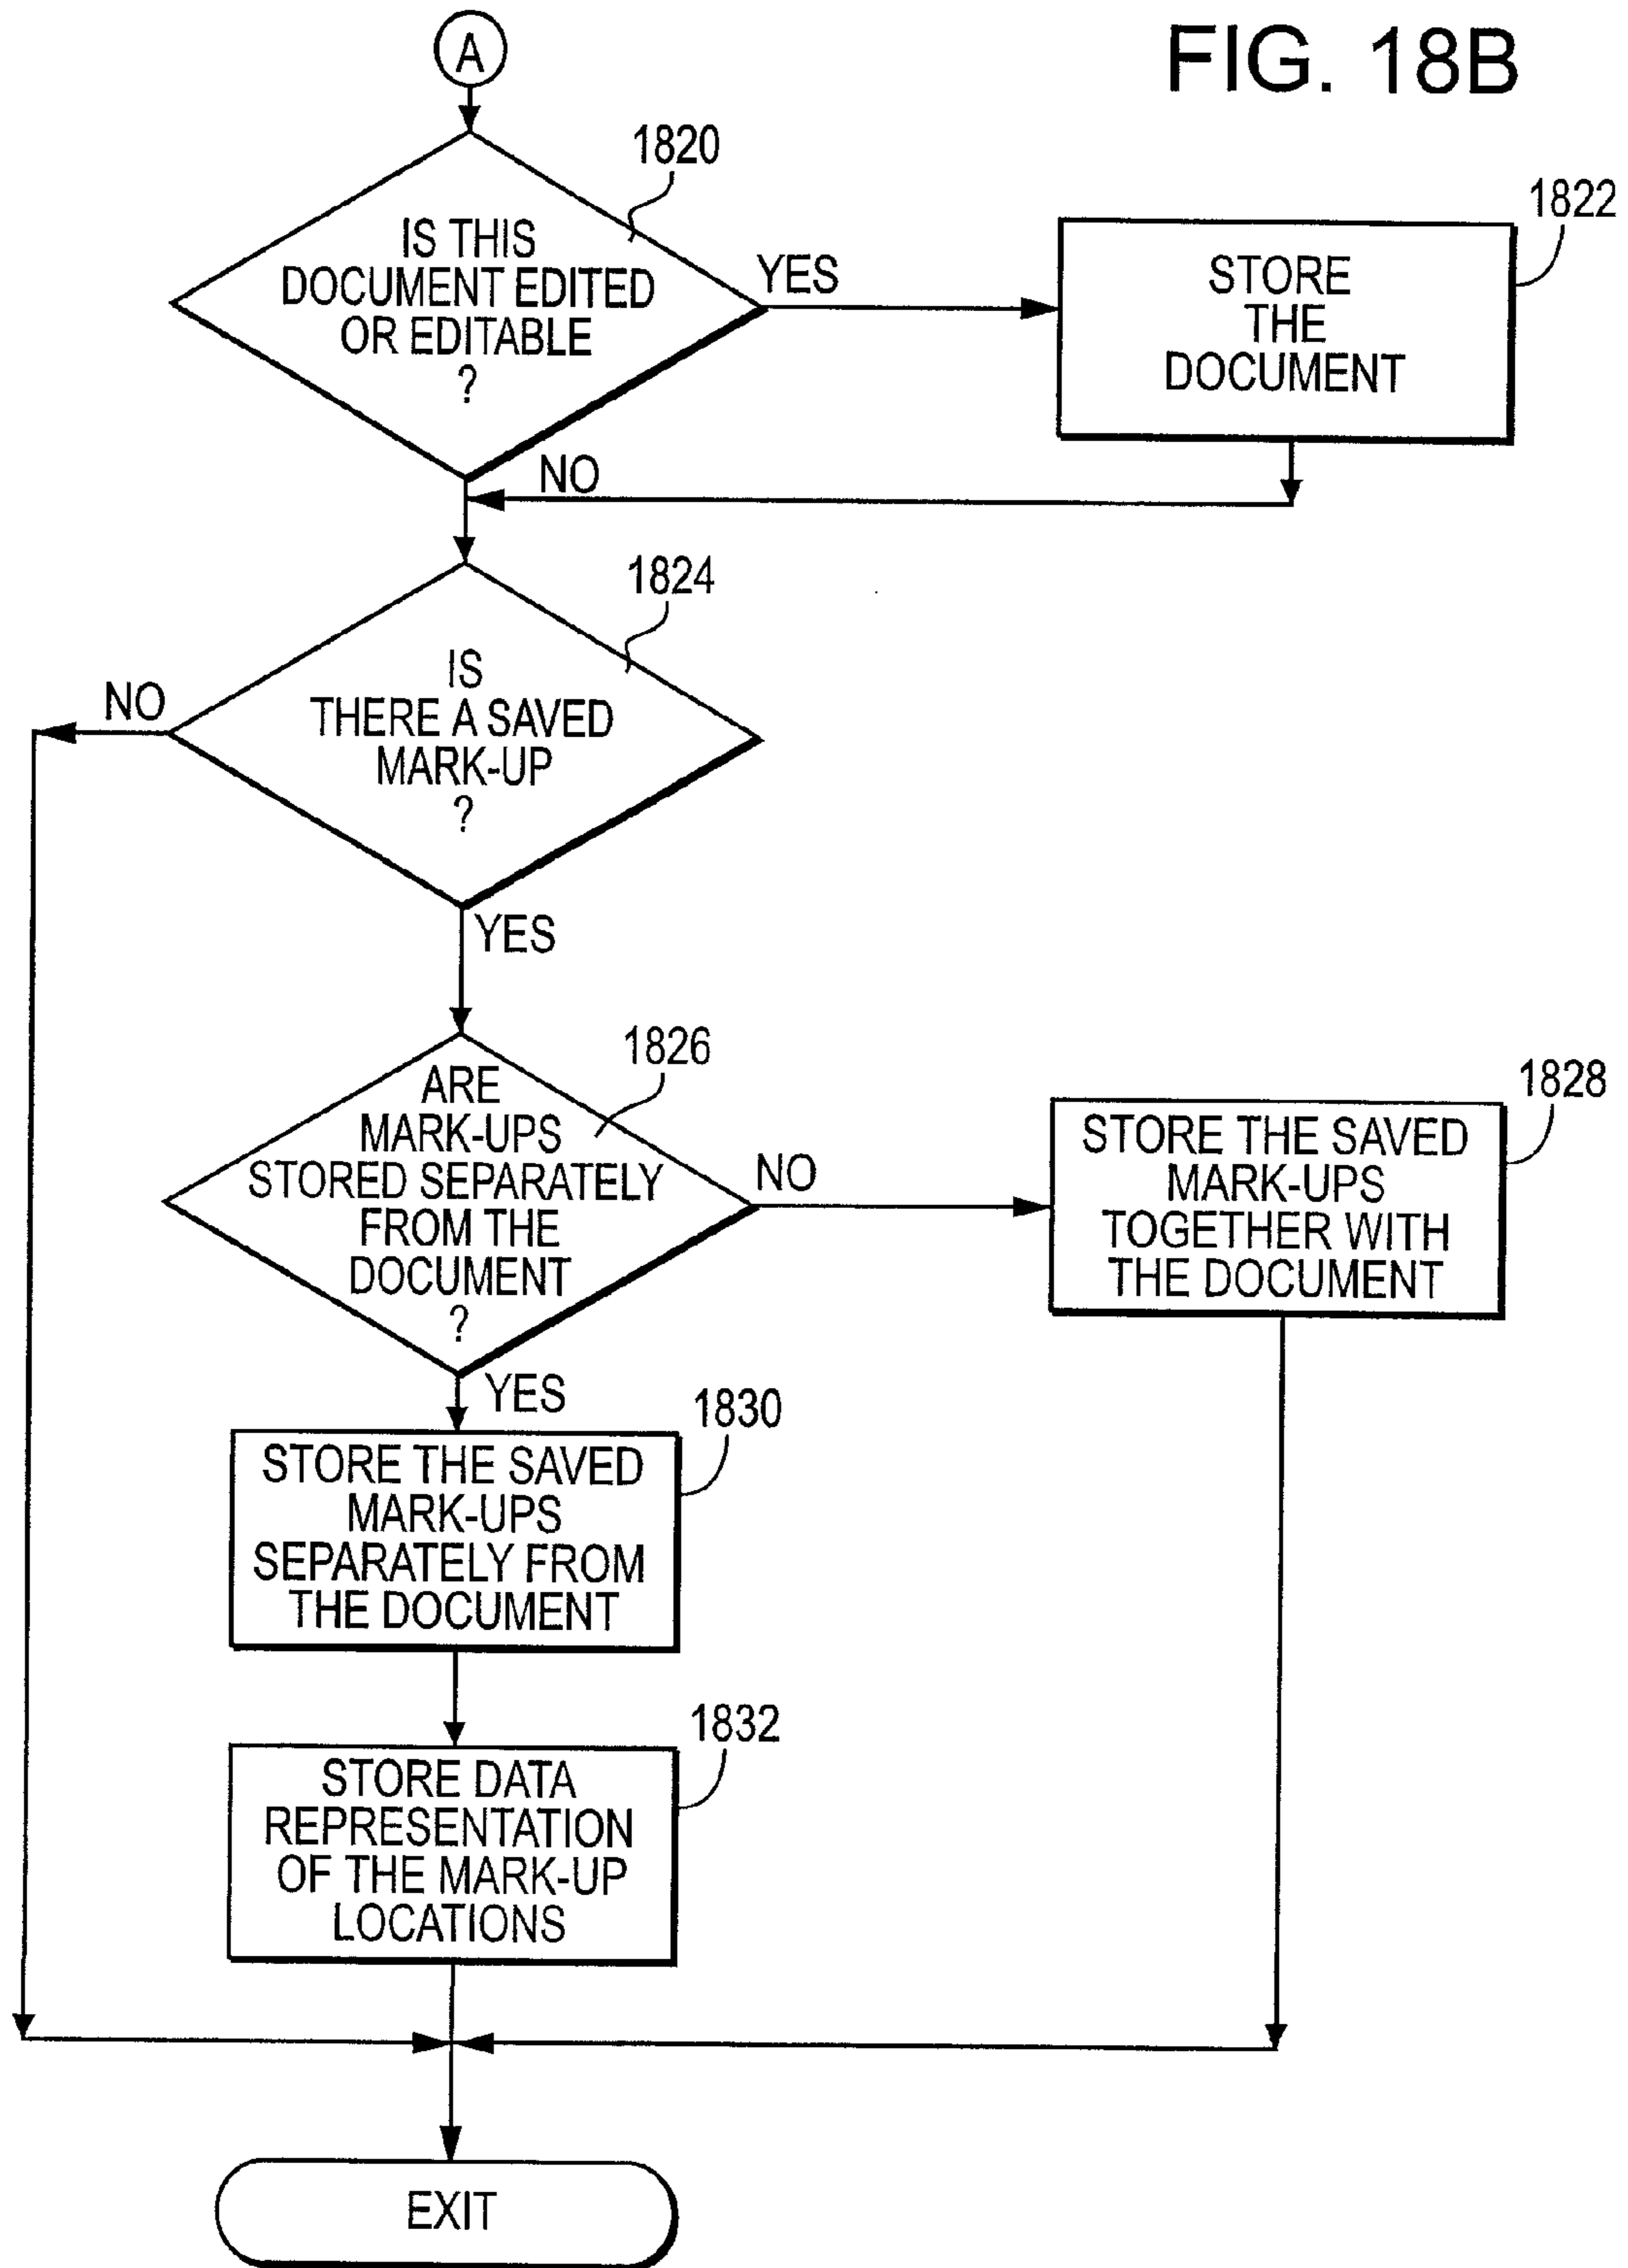 FIG. 18B
A
1820
IS THIS
DOCUMENT EDITED
OR EDITABLE
?
YES
1822
STORE
THE
DOCUMENT
NO
1824
IS
THERE A SAVED
MARK-UP
?
NO
YES
1826
ARE
MARK-UPS
STORED SEPARATELY
FROM THE
DOCUMENT
?
NO
1828
STORE THE SAVED
MARK-UPS
TOGETHER WITH
THE DOCUMENT
YES
1830
STORE THE SAVED
MARK-UPS
SEPARATELY FROM
THE DOCUMENT
1832
STORE DATA
REPRESENTATION
OF THE MARK-UP
LOCATIONS
EXIT